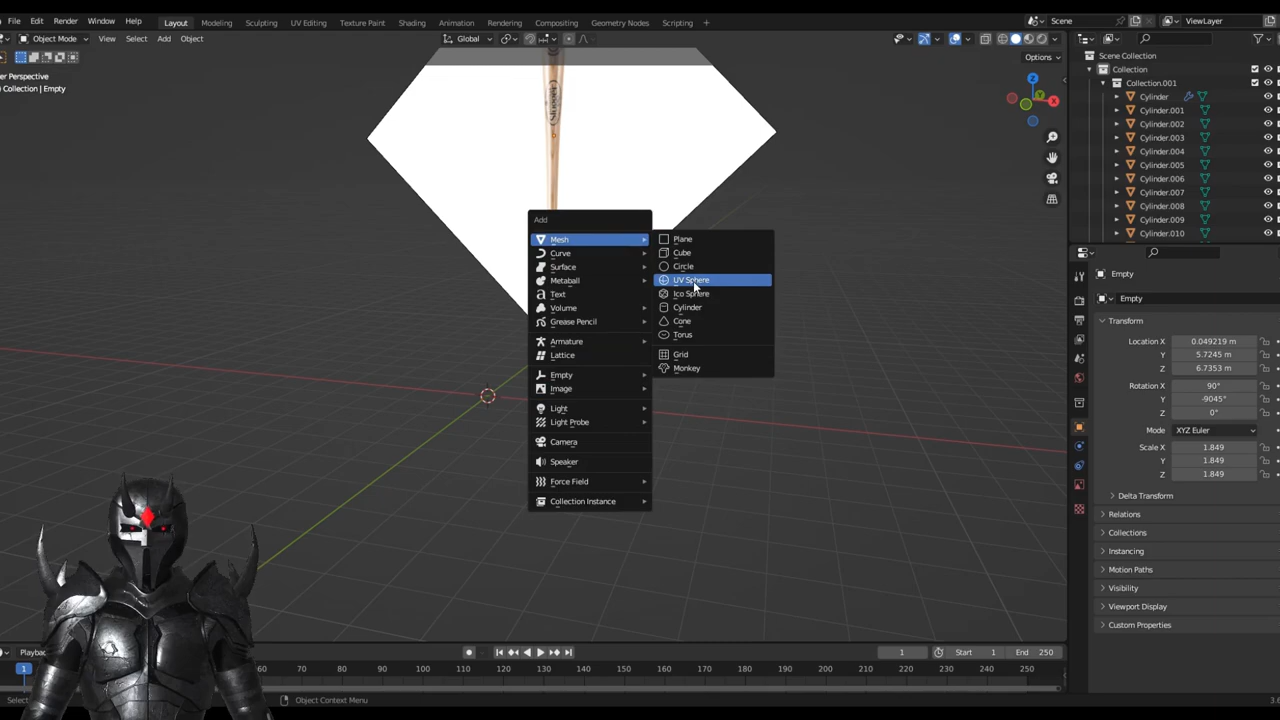 File Edit Render Window Help Layout Modeling Sculpting UV Editing Texture Paint Shading Animation Rendering Compositing Geometry Nodes Scripting + Scene ViewLayer
Object Mode View Select Add Object Global
Options
er Perspective
Collection | Empty
Scene Collection
Collection
Collection.001
Cylinder
Cylinder.001
Cylinder.002
Cylinder.003
Cylinder.004
Cylinder.005
Cylinder.006
Cylinder.007
Cylinder.008
Cylinder.009
Cylinder.010
Z
Y
X
Slugger
Add
Mesh
Curve
Surface
Metaball
Text
Volume
Grease Pencil
Armature
Lattice
Empty
Image
Light
Light Probe
Camera
Speaker
Force Field
Collection Instance
Plane
Cube
Circle
UV Sphere
Ico Sphere
Cylinder
Cone
Torus
Grid
Monkey
Empty
Empty
Transform
Location X 0.049219 m
Y 5.7245 m
Z 6.7353 m
Rotation X 90°
Y -9045°
Z 0°
Mode XYZ Euler
Scale X 1.849
Y 1.849
Z 1.849
Delta Transform
Relations
Collections
Instancing
Motion Paths
Visibility
Viewport Display
Custom Properties
Playback 1 Start 1 End 250
1 60 70 80 90 100 110 120 130 140 150 160 170 180 190 200 210 220 230 240 250
Select Object Context Menu